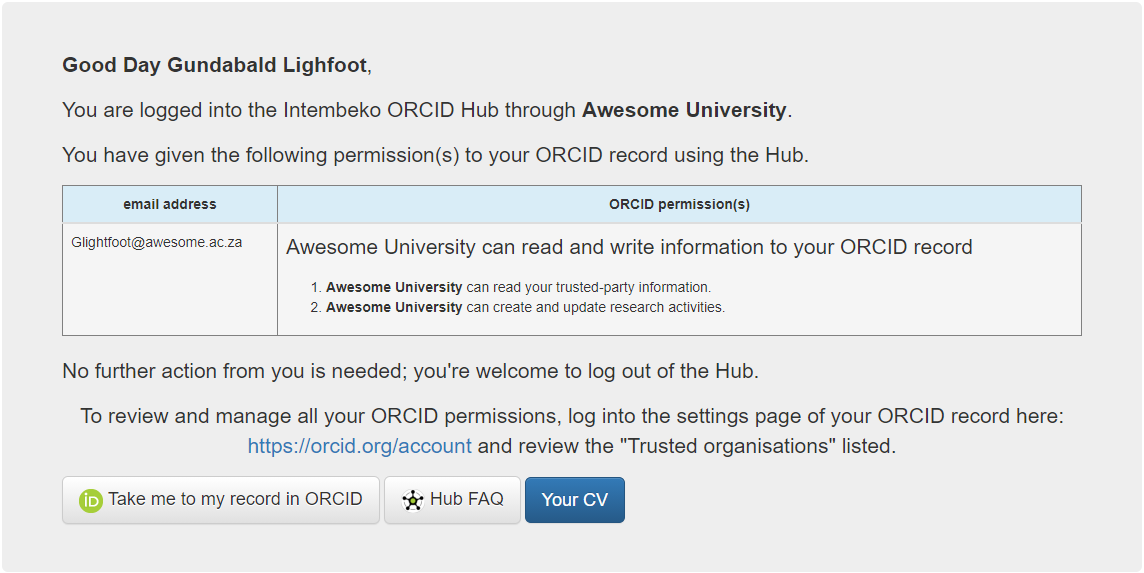 Good Day Gundabald Lighfoot,
You are logged into the Intembeko ORCID Hub through Awesome University.
You have given the following permission(s) to your ORCID record using the Hub.
email address ORCID permission(s)
Glightfoot@awesome.ac.za Awesome University can read and write information to your ORCID record
1. Awesome University can read your trusted-party information.
2. Awesome University can create and update research activities.
No further action from you is needed; you're welcome to log out of the Hub.
To review and manage all your ORCID permissions, log into the settings page of your ORCID record here:
https://orcid.org/account and review the "Trusted organisations" listed.
iD Take me to my record in ORCID Hub FAQ Your CV